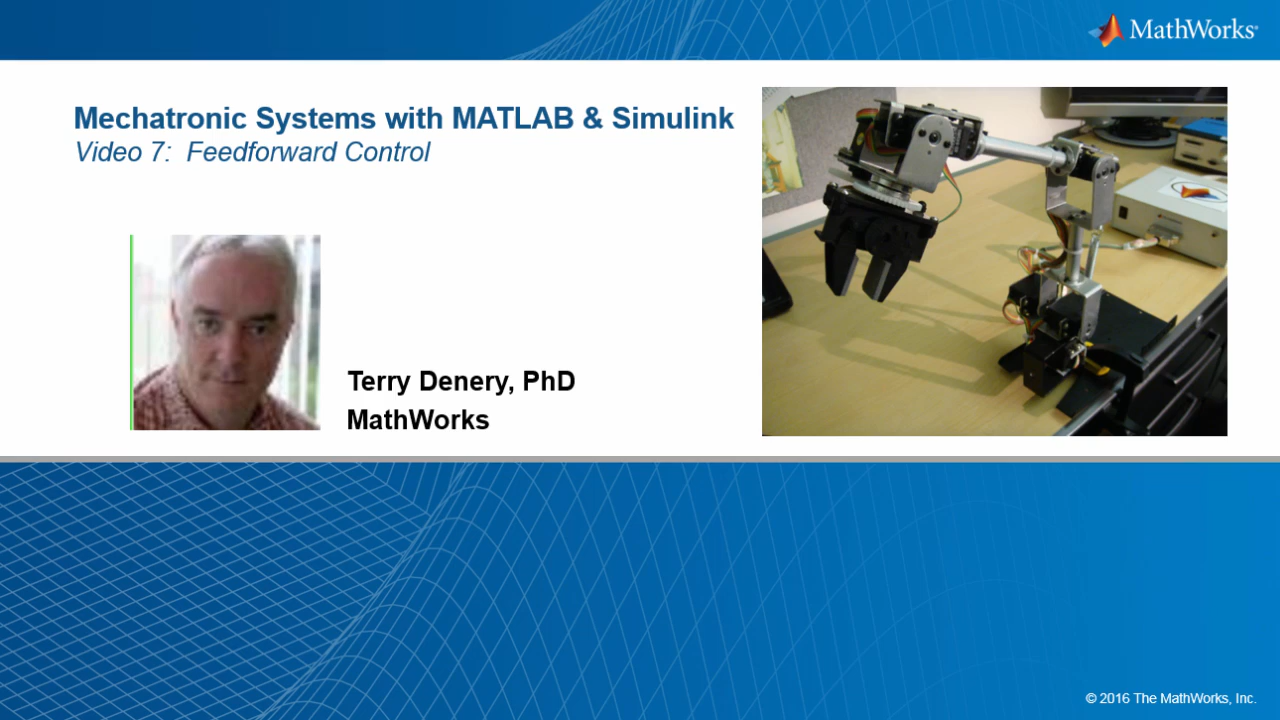 MathWorks®
Mechatronic Systems with MATLAB & Simulink
Video 7: Feedforward Control
Terry Denery, PhD
MathWorks
© 2016 The MathWorks, Inc.